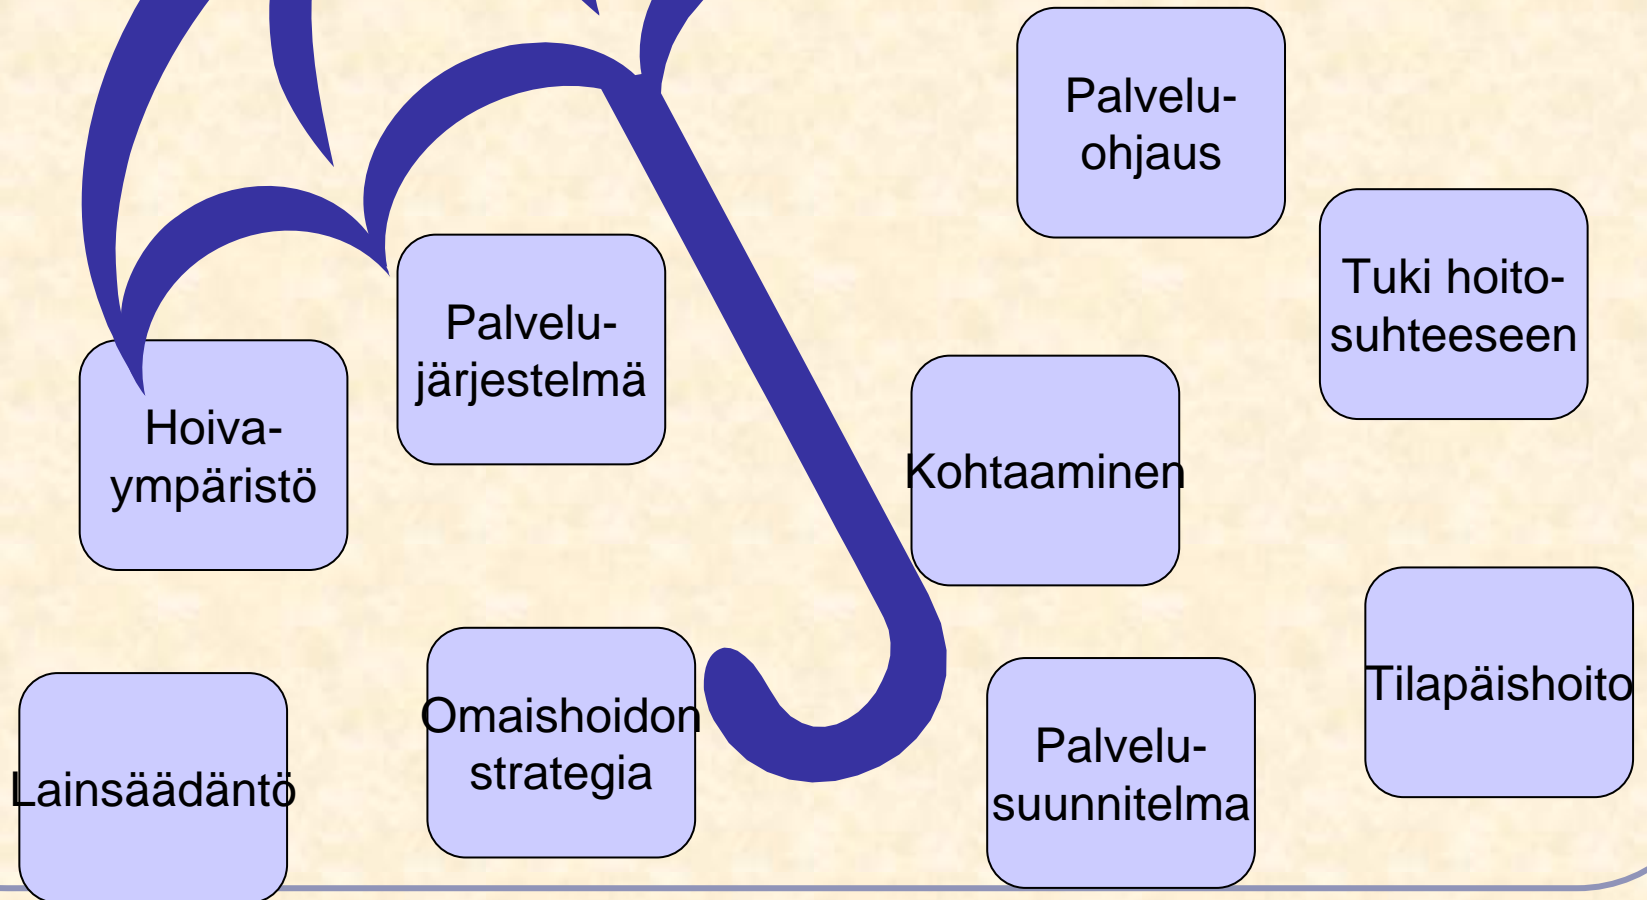 Palvelu-
ohjaus
Tuki hoito-
suhteeseen
Palvelu-
järjestelmä
Hoiva-
ympäristö
Kohtaaminen
Tilapäishoito
Omaishoidon
strategia
Palvelu-
suunnitelma
Lainsäädäntö